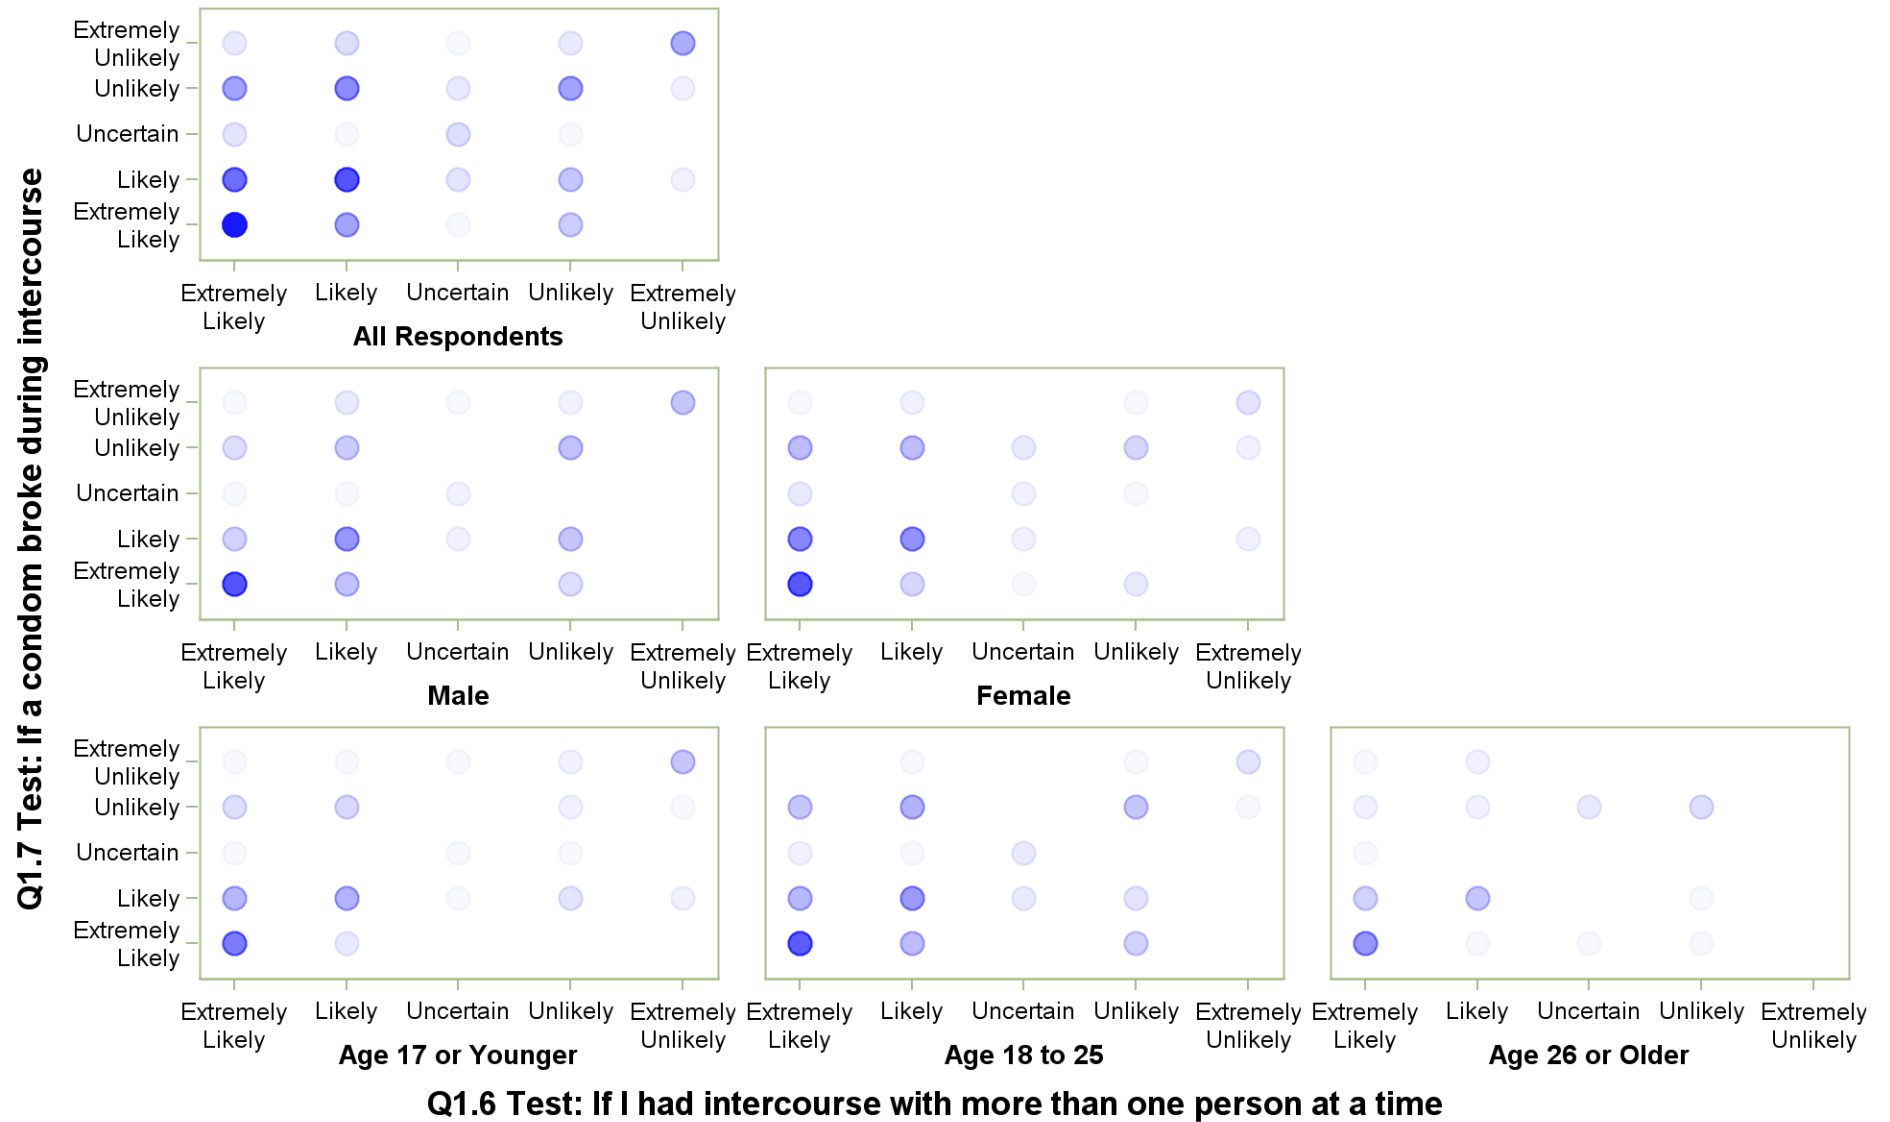 Q1.7 Test: If a condom broke during intercourse
Extremely
Unlikely
Unlikely
Uncertain
Likely
Extremely
Likely
Extremely
Likely
Likely
Uncertain
Unlikely
Extremely
Unlikely
All Respondents
Extremely
Unlikely
Unlikely
Uncertain
Likely
Extremely
Likely
Extremely
Likely
Likely
Uncertain
Unlikely
Extremely
Unlikely
Male
Extremely
Likely
Likely
Uncertain
Unlikely
Extremely
Unlikely
Female
Extremely
Unlikely
Unlikely
Uncertain
Likely
Extremely
Likely
Extremely
Likely
Likely
Uncertain
Unlikely
Extremely
Unlikely
Age 17 or Younger
Extremely
Likely
Likely
Uncertain
Unlikely
Extremely
Unlikely
Age 18 to 25
Extremely
Likely
Likely
Uncertain
Unlikely
Extremely
Unlikely
Age 26 or Older
Q1.6 Test: If I had intercourse with more than one person at a time